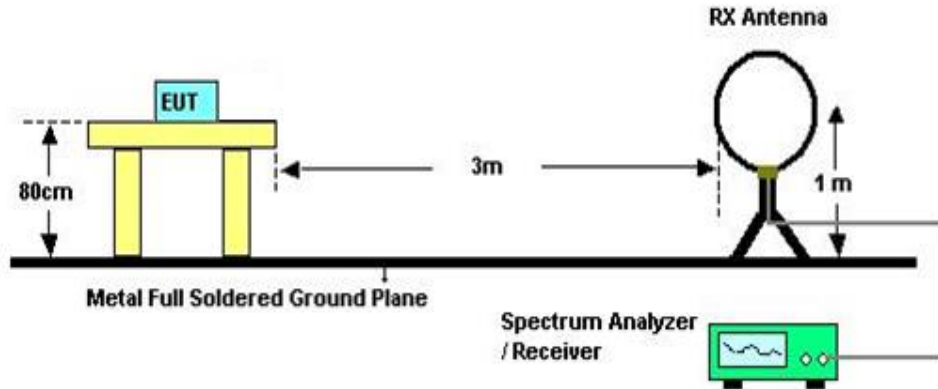 RX Antenna
EUT
80cm
3m
1 m
Metal Full Soldered Ground Plane
Spectrum Analyzer
/ Receiver